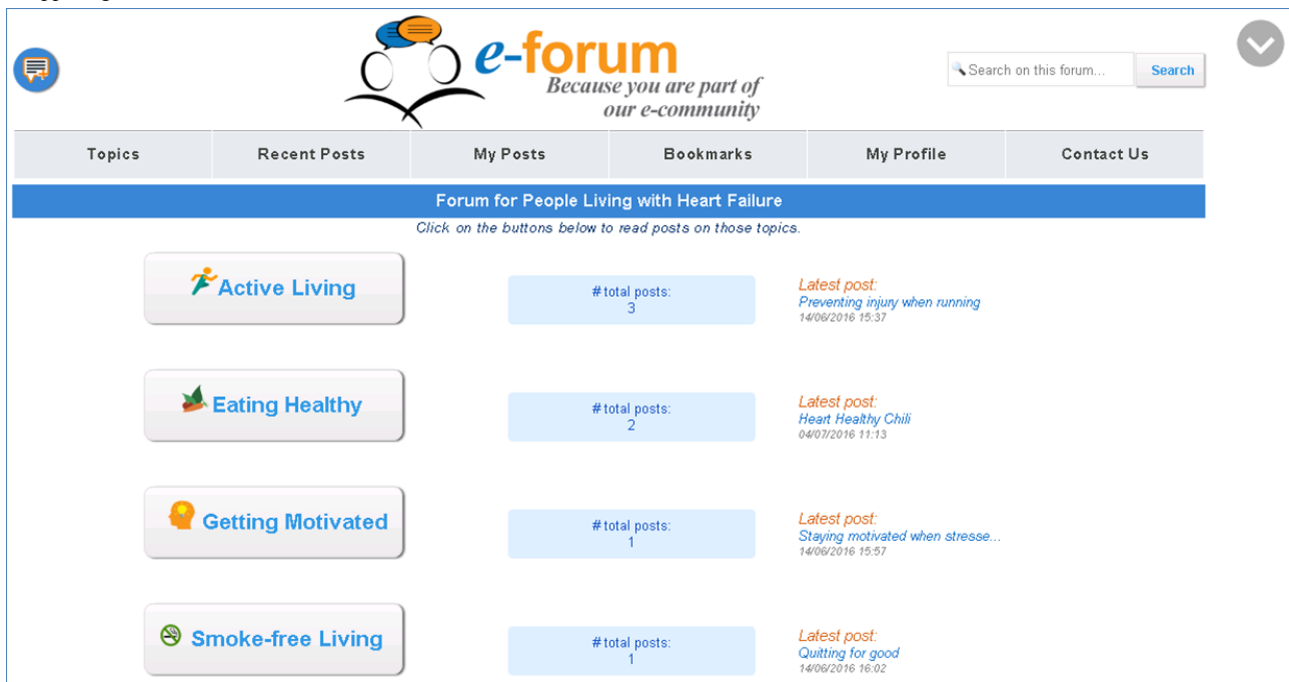 e-forum
Because you are part of
our e-community
Search on this forum... Search
Topics Recent Posts My Posts Bookmarks My Profile Contact Us
Forum for People Living with Heart Failure
Click on the buttons below to read posts on those topics.
Active Living
# total posts:
3
Latest post:
Preventing injury when running
14/06/2016 15:37
Eating Healthy
# total posts:
2
Latest post:
Heart Healthy Chili
04/07/2016 11:13
Getting Motivated
# total posts:
1
Latest post:
Staying motivated when stresse...
14/06/2016 15:57
Smoke-free Living
# total posts:
1
Latest post:
Quitting for good
14/06/2016 16:02